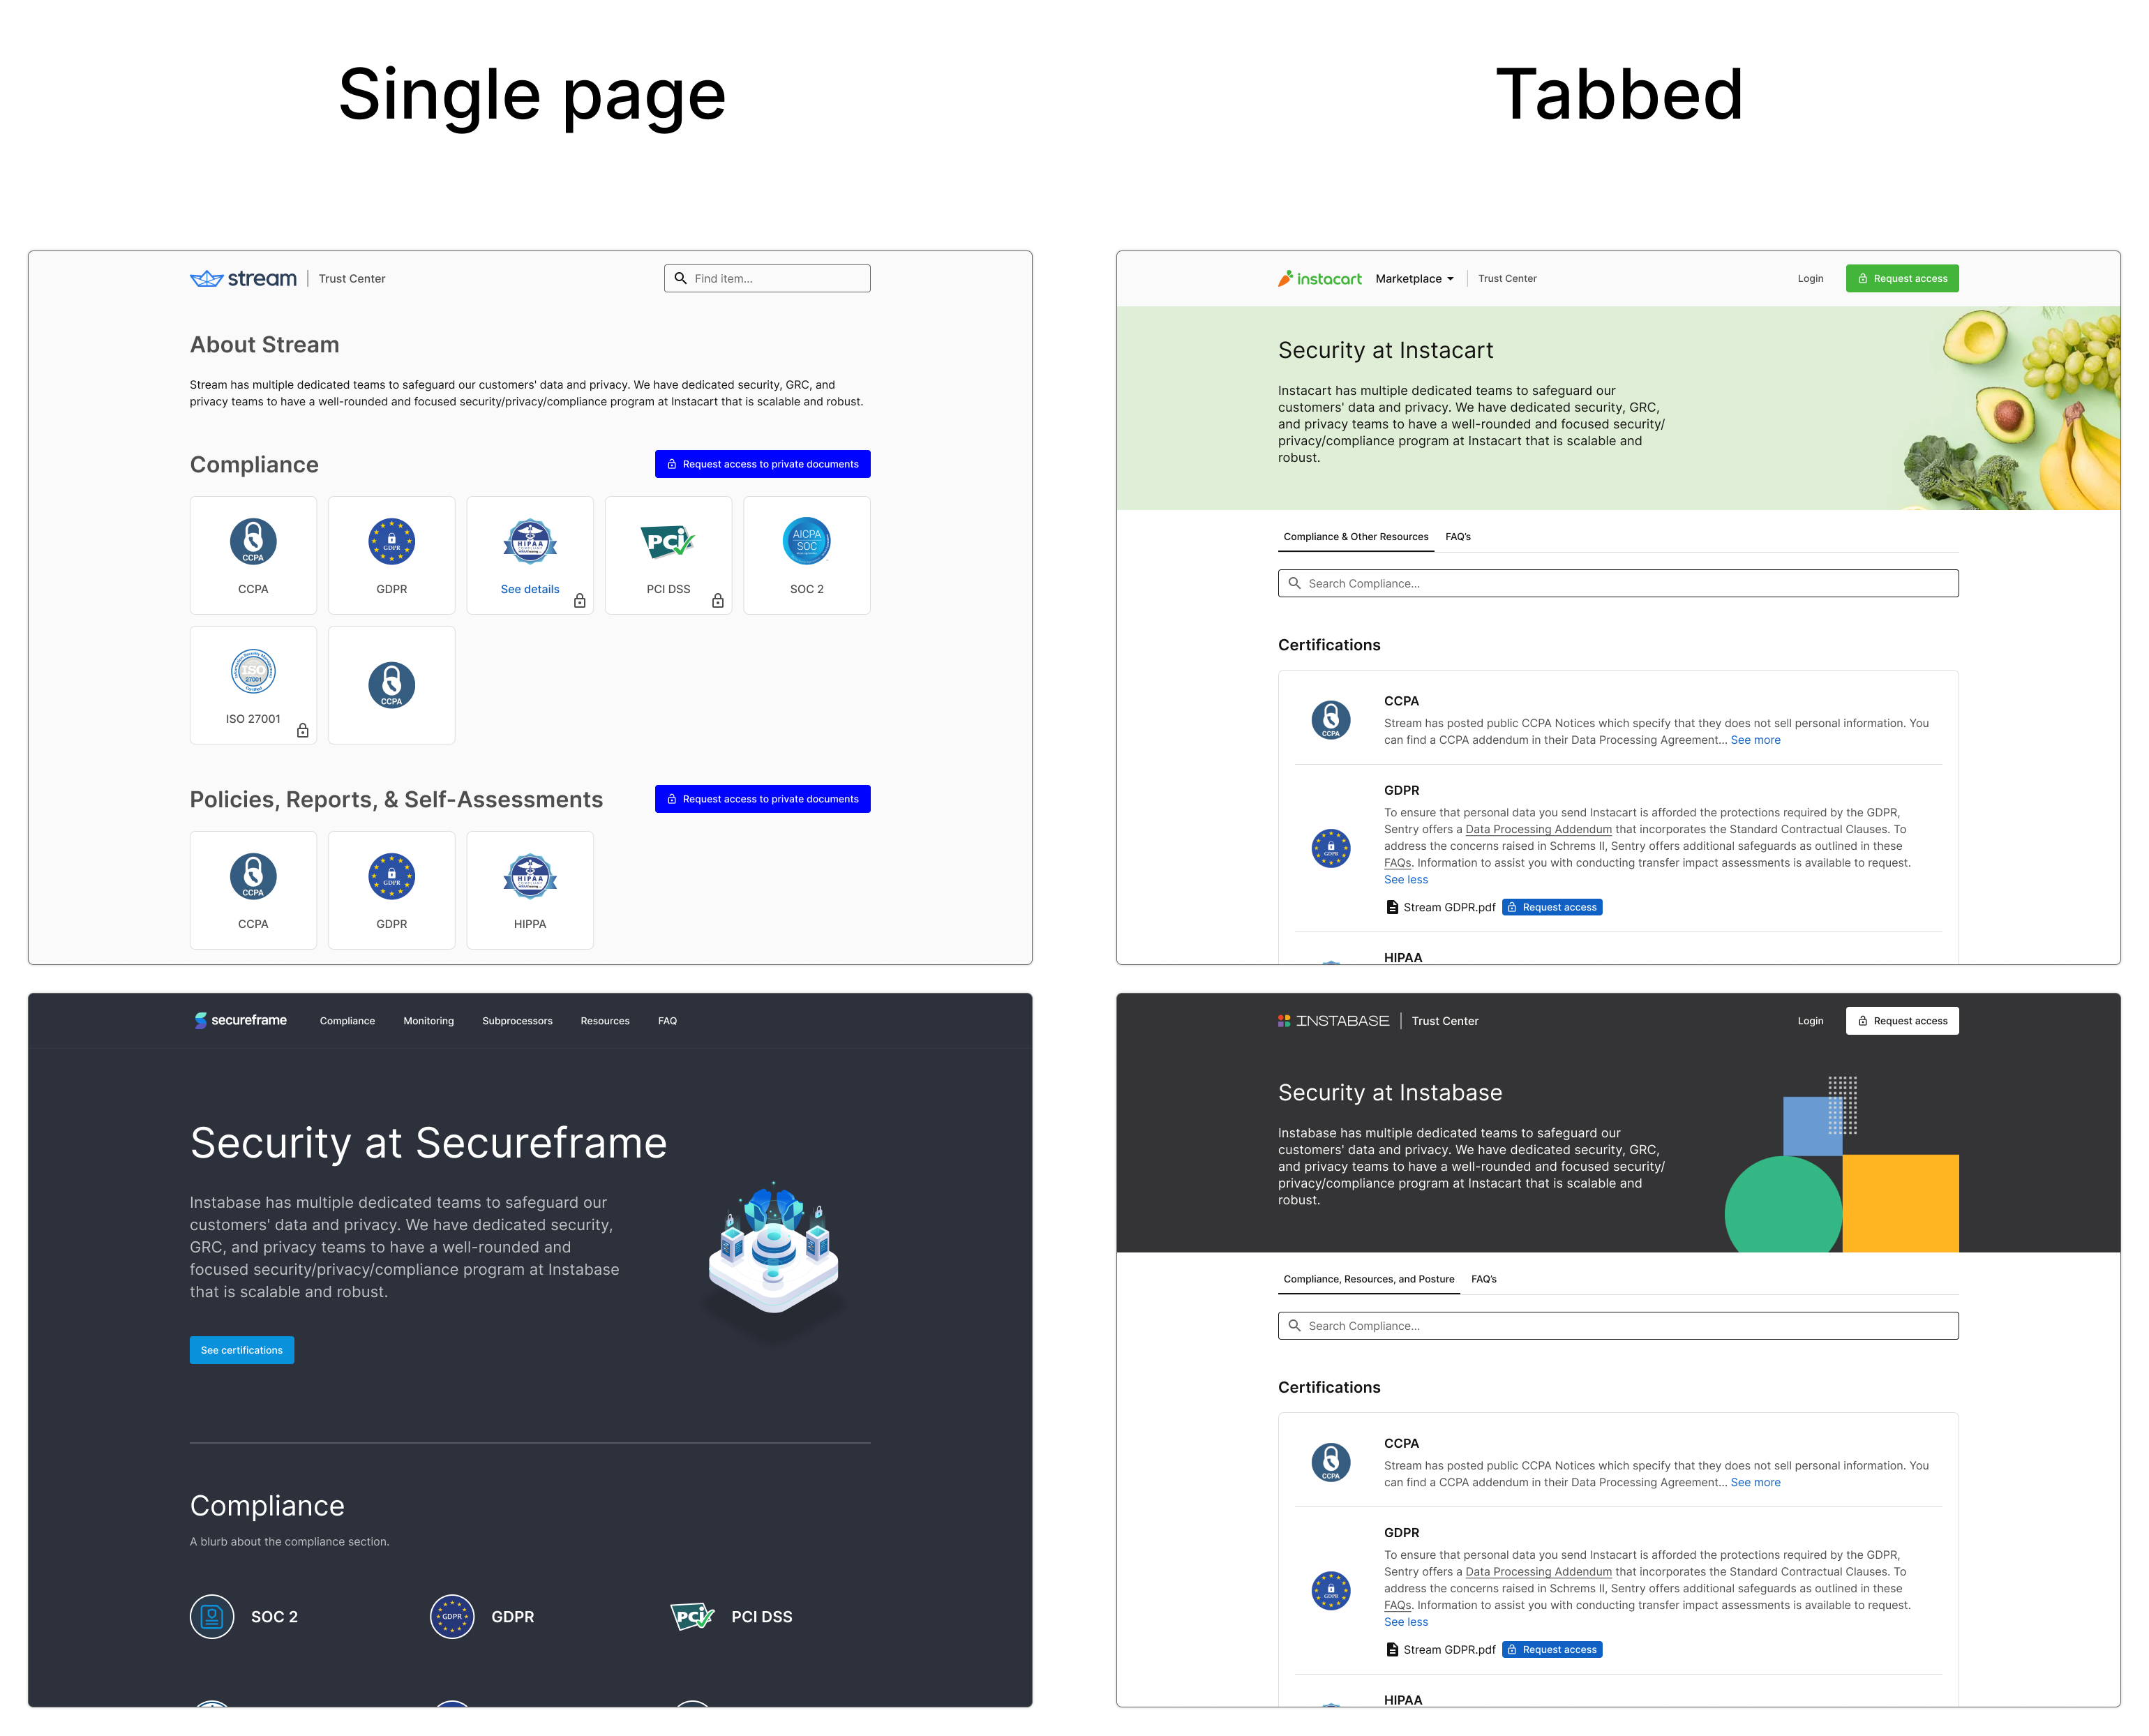 Single page
Tabbed
stream
Trust Center
Find item...
About Stream
Stream has multiple dedicated teams to safeguard our customers' data and privacy. We have dedicated security, GRC, and
privacy teams to have a well-rounded and focused security/privacy/compliance program at Instacart that is scalable and robust.
Compliance
Request access to private documents
CCPA
GDPR
HIPAA
PCI
AICPA
SOC
CCPA
GDPR
See details
PCI DSS
SOC 2
ISO
27001
CCPA
ISO 27001
Policies, Reports, & Self-Assessments
Request access to private documents
CCPA
GDPR
HIPAA
CCPA
GDPR
HIPPA
instacart
Marketplace
Trust Center
Login
Request access
Security at Instacart
Instacart has multiple dedicated teams to safeguard our
customers' data and privacy. We have dedicated security, GRC,
and privacy teams to have a well-rounded and focused security/
privacy/compliance program at Instacart that is scalable and
robust.
Compliance & Other Resources
FAQ's
Search Compliance...
Certifications
CCPA
CCPA
Stream has posted public CCPA Notices which specify that they does not sell personal information. You
can find a CCPA addendum in their Data Processing Agreement... See more
GDPR
GDPR
To ensure that personal data you send Instacart is afforded the protections required by the GDPR,
Sentry offers a Data Processing Addendum that incorporates the Standard Contractual Clauses. To
address the concerns raised in Schrems II, Sentry offers additional safeguards as outlined in these
FAQs. Information to assist you with conducting transfer impact assessments is available to request.
See less
Stream GDPR.pdf
Request access
HIPAA
secureframe
Compliance
Monitoring
Subprocessors
Resources
FAQ
Security at Secureframe
Instabase has multiple dedicated teams to safeguard our
customers' data and privacy. We have dedicated security,
GRC, and privacy teams to have a well-rounded and
focused security/privacy/compliance program at Instabase
that is scalable and robust.
See certifications
Compliance
A blurb about the compliance section.
SOC 2
GDPR
GDPR
PCI
PCI DSS
INSTABASE
Trust Center
Login
Request access
Security at Instabase
Instabase has multiple dedicated teams to safeguard our
customers' data and privacy. We have dedicated security, GRC,
and privacy teams to have a well-rounded and focused security/
privacy/compliance program at Instacart that is scalable and
robust.
Compliance, Resources, and Posture
FAQ's
Search Compliance...
Certifications
CCPA
CCPA
Stream has posted public CCPA Notices which specify that they does not sell personal information. You
can find a CCPA addendum in their Data Processing Agreement... See more
GDPR
GDPR
To ensure that personal data you send Instacart is afforded the protections required by the GDPR,
Sentry offers a Data Processing Addendum that incorporates the Standard Contractual Clauses. To
address the concerns raised in Schrems II, Sentry offers additional safeguards as outlined in these
FAQs. Information to assist you with conducting transfer impact assessments is available to request.
See less
Stream GDPR.pdf
Request access
HIPAA